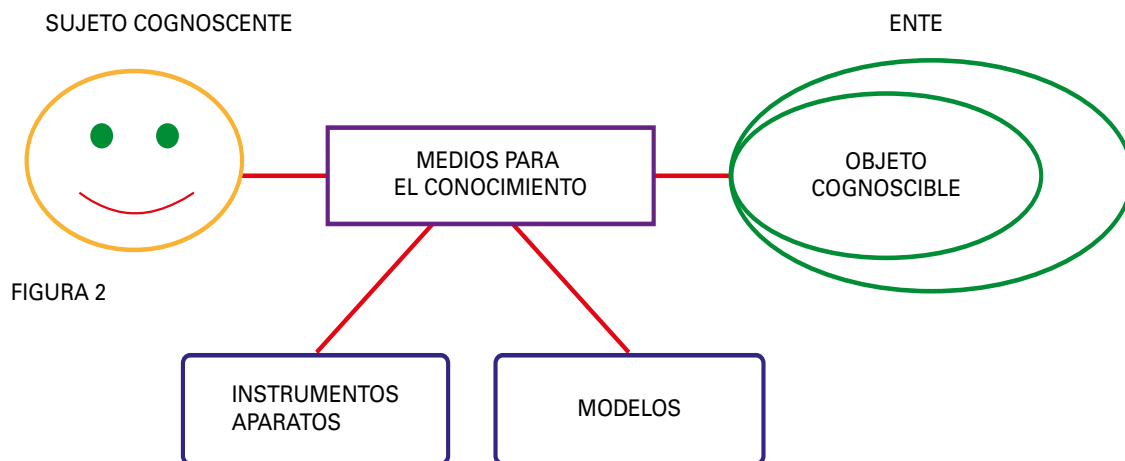 SUJETO COGNOSCENTE
ENTE
MEDIOS PARA
EL CONOCIMIENTO
OBJETO
COGNOSCIBLE
FIGURA 2
INSTRUMENTOS
APARATOS
MODELOS